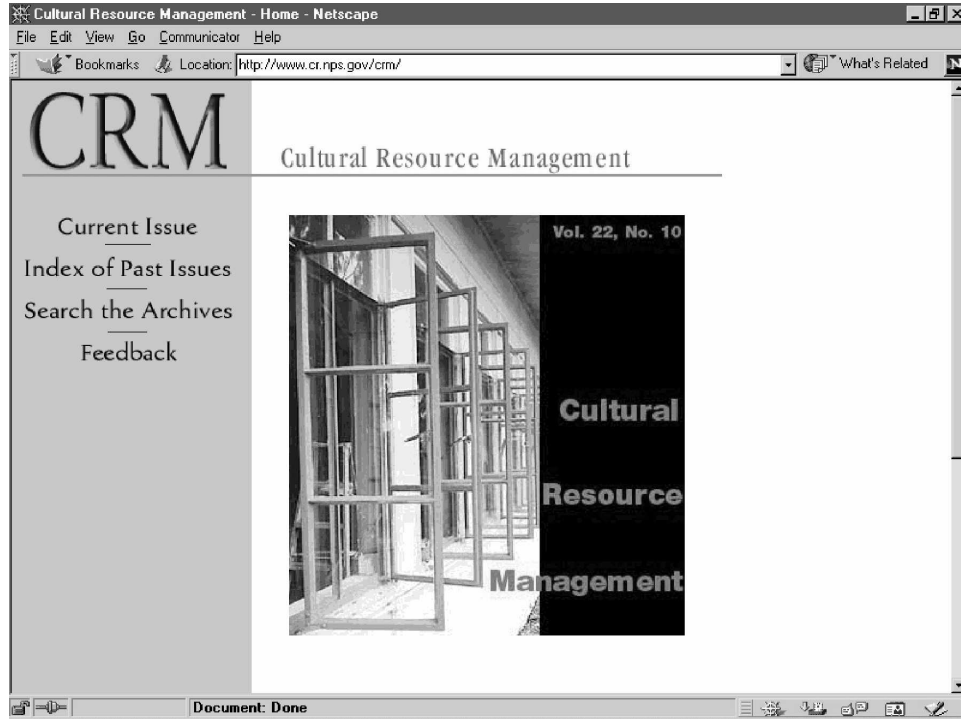 Cultural Resource Management - Home - Netscape
File Edit View Go Communicator Help
Bookmarks Location: http://www.cr.nps.gov/crm/ What's Related N
CRM
Cultural Resource Management
Current Issue
Index of Past Issues
Search the Archives
Feedback
Vol. 22, No. 10
Cultural
Resource
Management
Document: Done